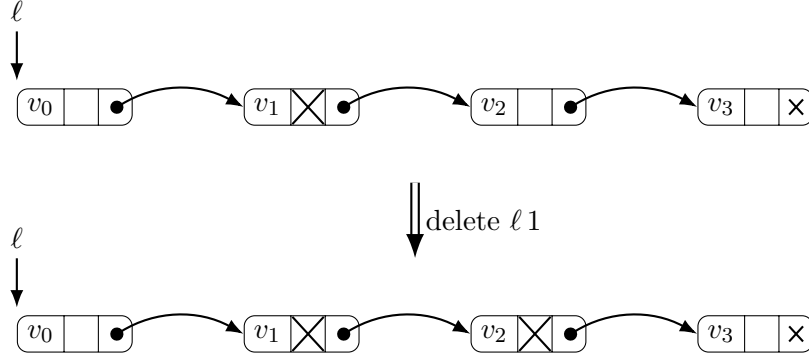 ℓ
v₀ v₁ v₂ v₃
delete ℓ 1
ℓ
v₀ v₁ v₂ v₃